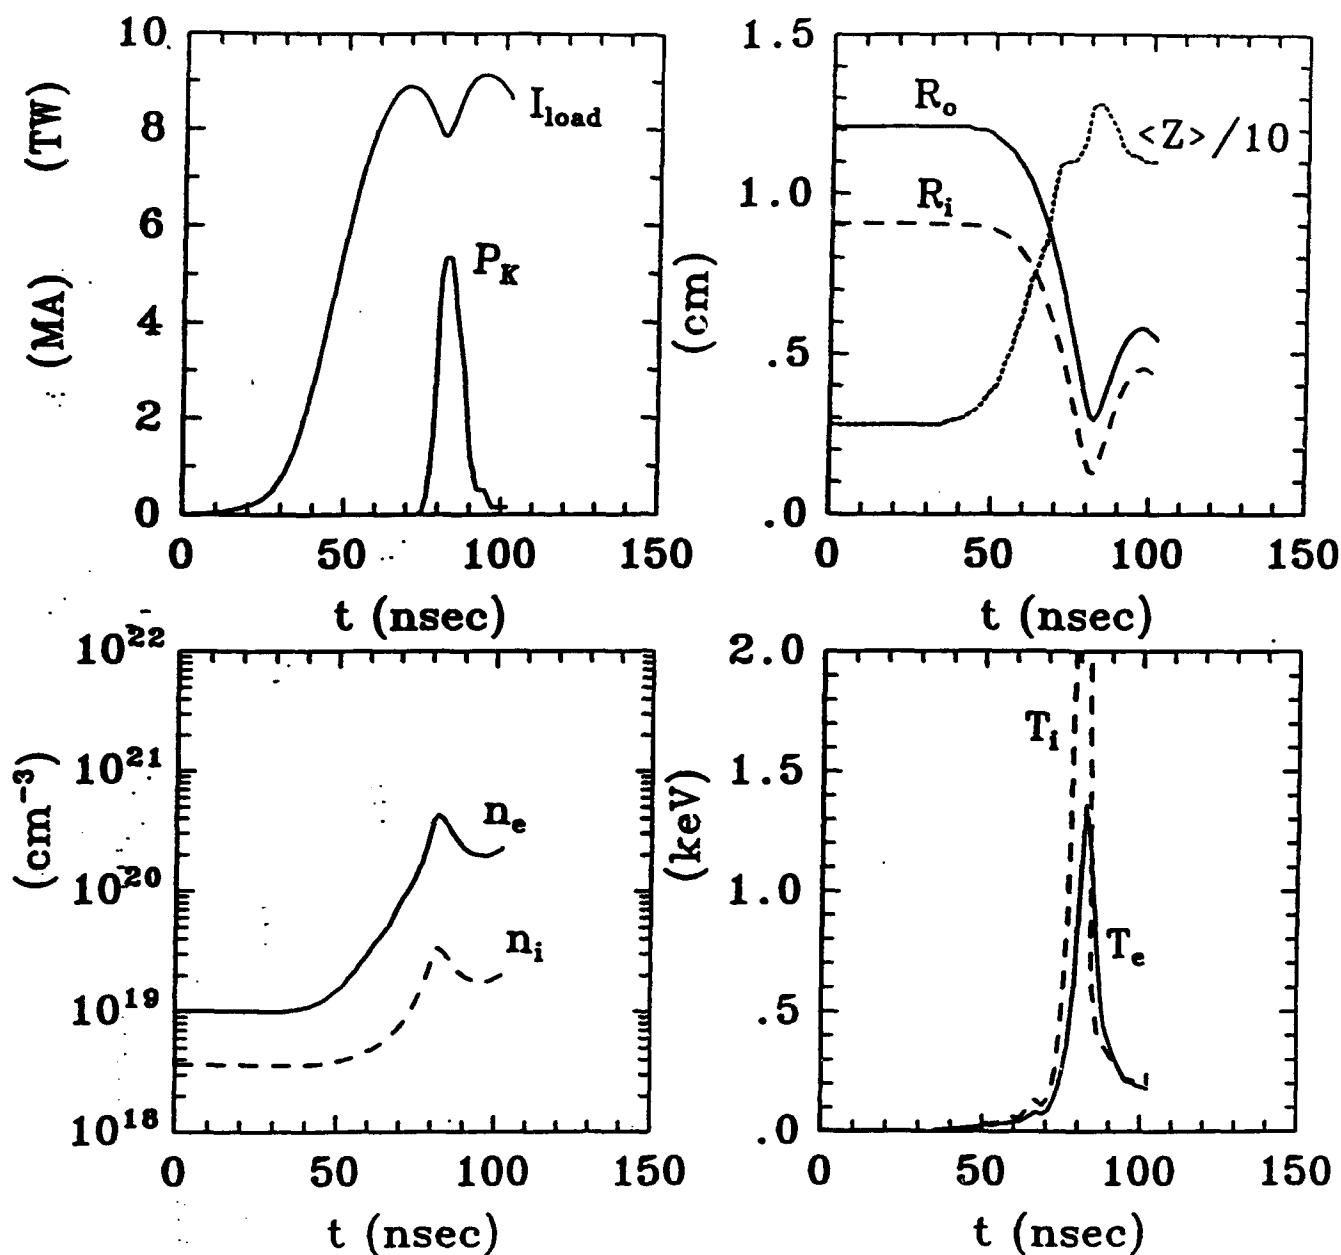 10
8
6
4
2
0
(TW)
(MA)
I_load
P_K
0 50 100 150
t (nsec)
1.5
1.0
.5
.0
(cm)
R_o
<Z>/10
R_i
0 50 100 150
t (nsec)
10^22
10^21
10^20
10^19
10^18
(cm^-3)
n_e
n_i
0 50 100 150
t (nsec)
2.0
1.5
1.0
.5
.0
(keV)
T_i
T_e
0 50 100 150
t (nsec)